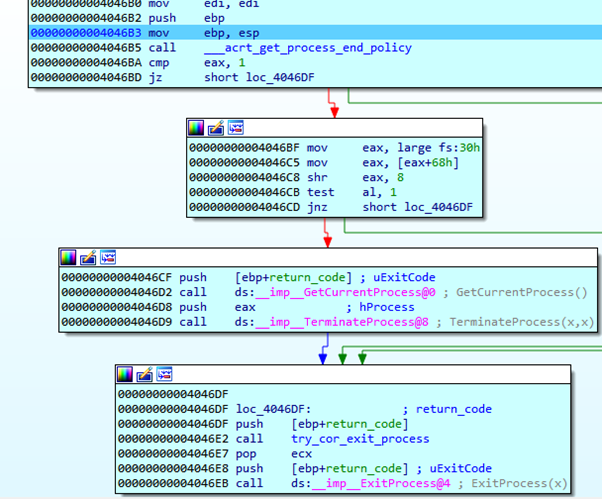 00000000004046B0 mov edi, edi
00000000004046B2 push ebp
00000000004046B3 mov ebp, esp
00000000004046B5 call ___acrt_get_process_end_policy
00000000004046BA cmp eax, 1
00000000004046BD jz short loc_4046DF
00000000004046BF mov eax, large fs:30h
00000000004046C5 mov eax, [eax+68h]
00000000004046C8 shr eax, 8
00000000004046CB test al, 1
00000000004046CD jnz short loc_4046DF
00000000004046CF push [ebp+return_code] ; uExitCode
00000000004046D2 call ds:__imp__GetCurrentProcess@0 ; GetCurrentProcess()
00000000004046D8 push eax ; hProcess
00000000004046D9 call ds:__imp__TerminateProcess@8 ; TerminateProcess(x,x)
00000000004046DF
00000000004046DF loc_4046DF: ; return_code
00000000004046DF push [ebp+return_code]
00000000004046E2 call try_cor_exit_process
00000000004046E7 pop ecx
00000000004046E8 push [ebp+return_code] ; uExitCode
00000000004046EB call ds:__imp__ExitProcess@4 ; ExitProcess(x)